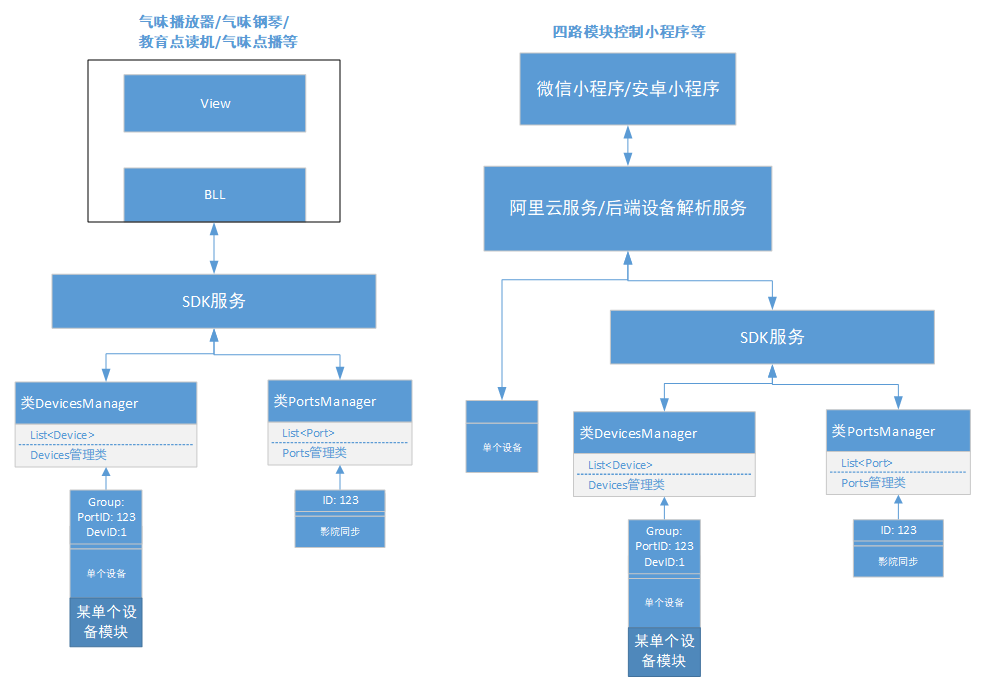 气味播放器/气味钢琴/
教育点读机/气味点播等
View
BLL
SDK服务
类DevicesManager
List<Device>
Devices管理类
类PortsManager
List<Port>
Ports管理类
Group:
PortID: 123
DevID:1
单个设备
某单个设
备模块
ID: 123
影院同步
四路模块控制小程序等
微信小程序/安卓小程序
阿里云服务/后端设备解析服务
SDK服务
单个设备
类DevicesManager
List<Device>
Devices管理类
类PortsManager
List<Port>
Ports管理类
Group:
PortID: 123
DevID:1
单个设备
某单个设
备模块
ID: 123
影院同步